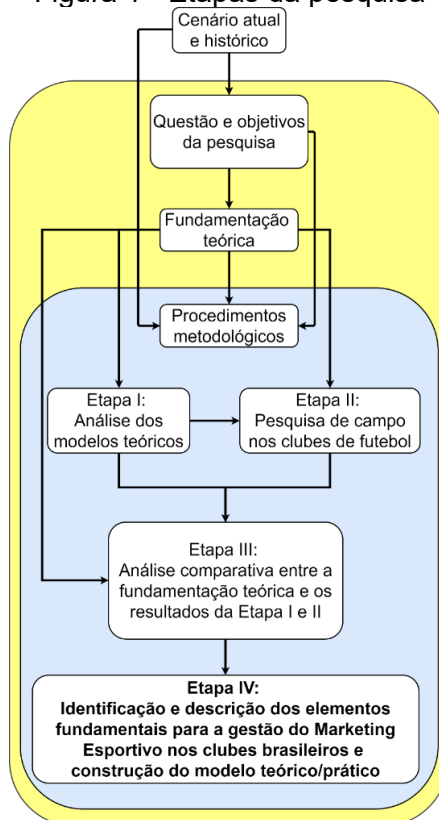 Etapas da pesquisa
Cenário atual
e histórico
Questão e objetivos
da pesquisa
Fundamentação
teórica
Procedimentos
metodológicos
Etapa I:
Análise dos
modelos teóricos
Etapa II:
Pesquisa de campo
nos clubes de futebol
Etapa III:
Análise comparativa entre a
fundamentação teórica e os
resultados da Etapa I e II
Etapa IV:
Identificação e descrição dos elementos
fundamentais para a gestão do Marketing
Esportivo nos clubes brasileiros e
construção do modelo teórico/prático